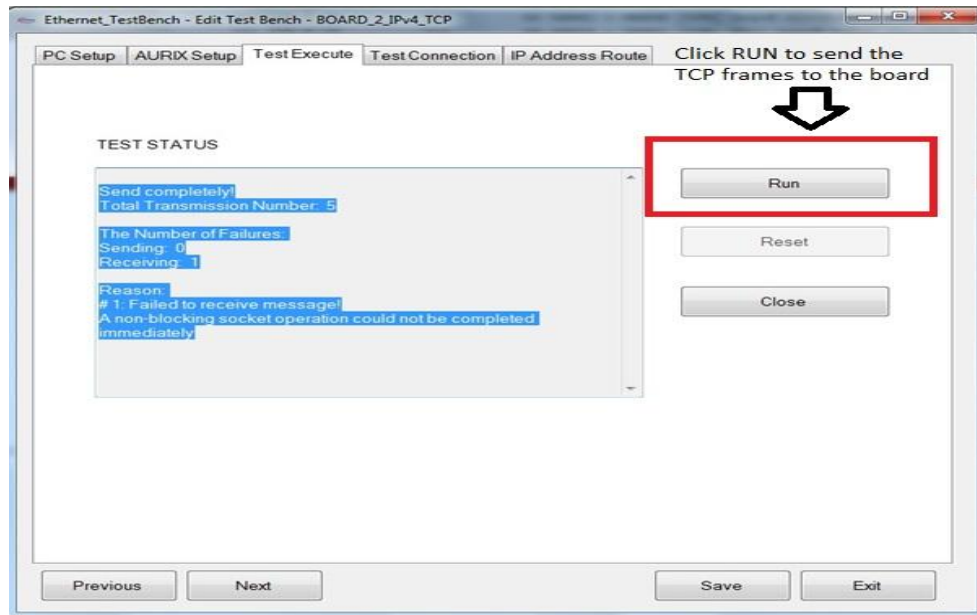 Ethernet_TestBench - Edit Test Bench - BOARD_2_IPv4_TCP
PC Setup AURIX Setup Test Execute Test Connection IP Address Route
Click RUN to send the
TCP frames to the board
TEST STATUS
Send completely!
Total Transmission Number: 5
The Number of Failures:
Sending: 0
Receiving: 1
Reason:
# 1: Failed to receive message!
A non-blocking socket operation could not be completed
immediately
Run
Reset
Close
Previous Next Save Exit